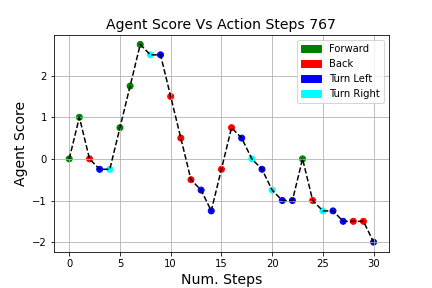 Agent Score Vs Action Steps 767
Forward
Back
Turn Left
Turn Right
Agent Score
2
1
0
−1
−2
0 5 10 15 20 25 30
Num. Steps